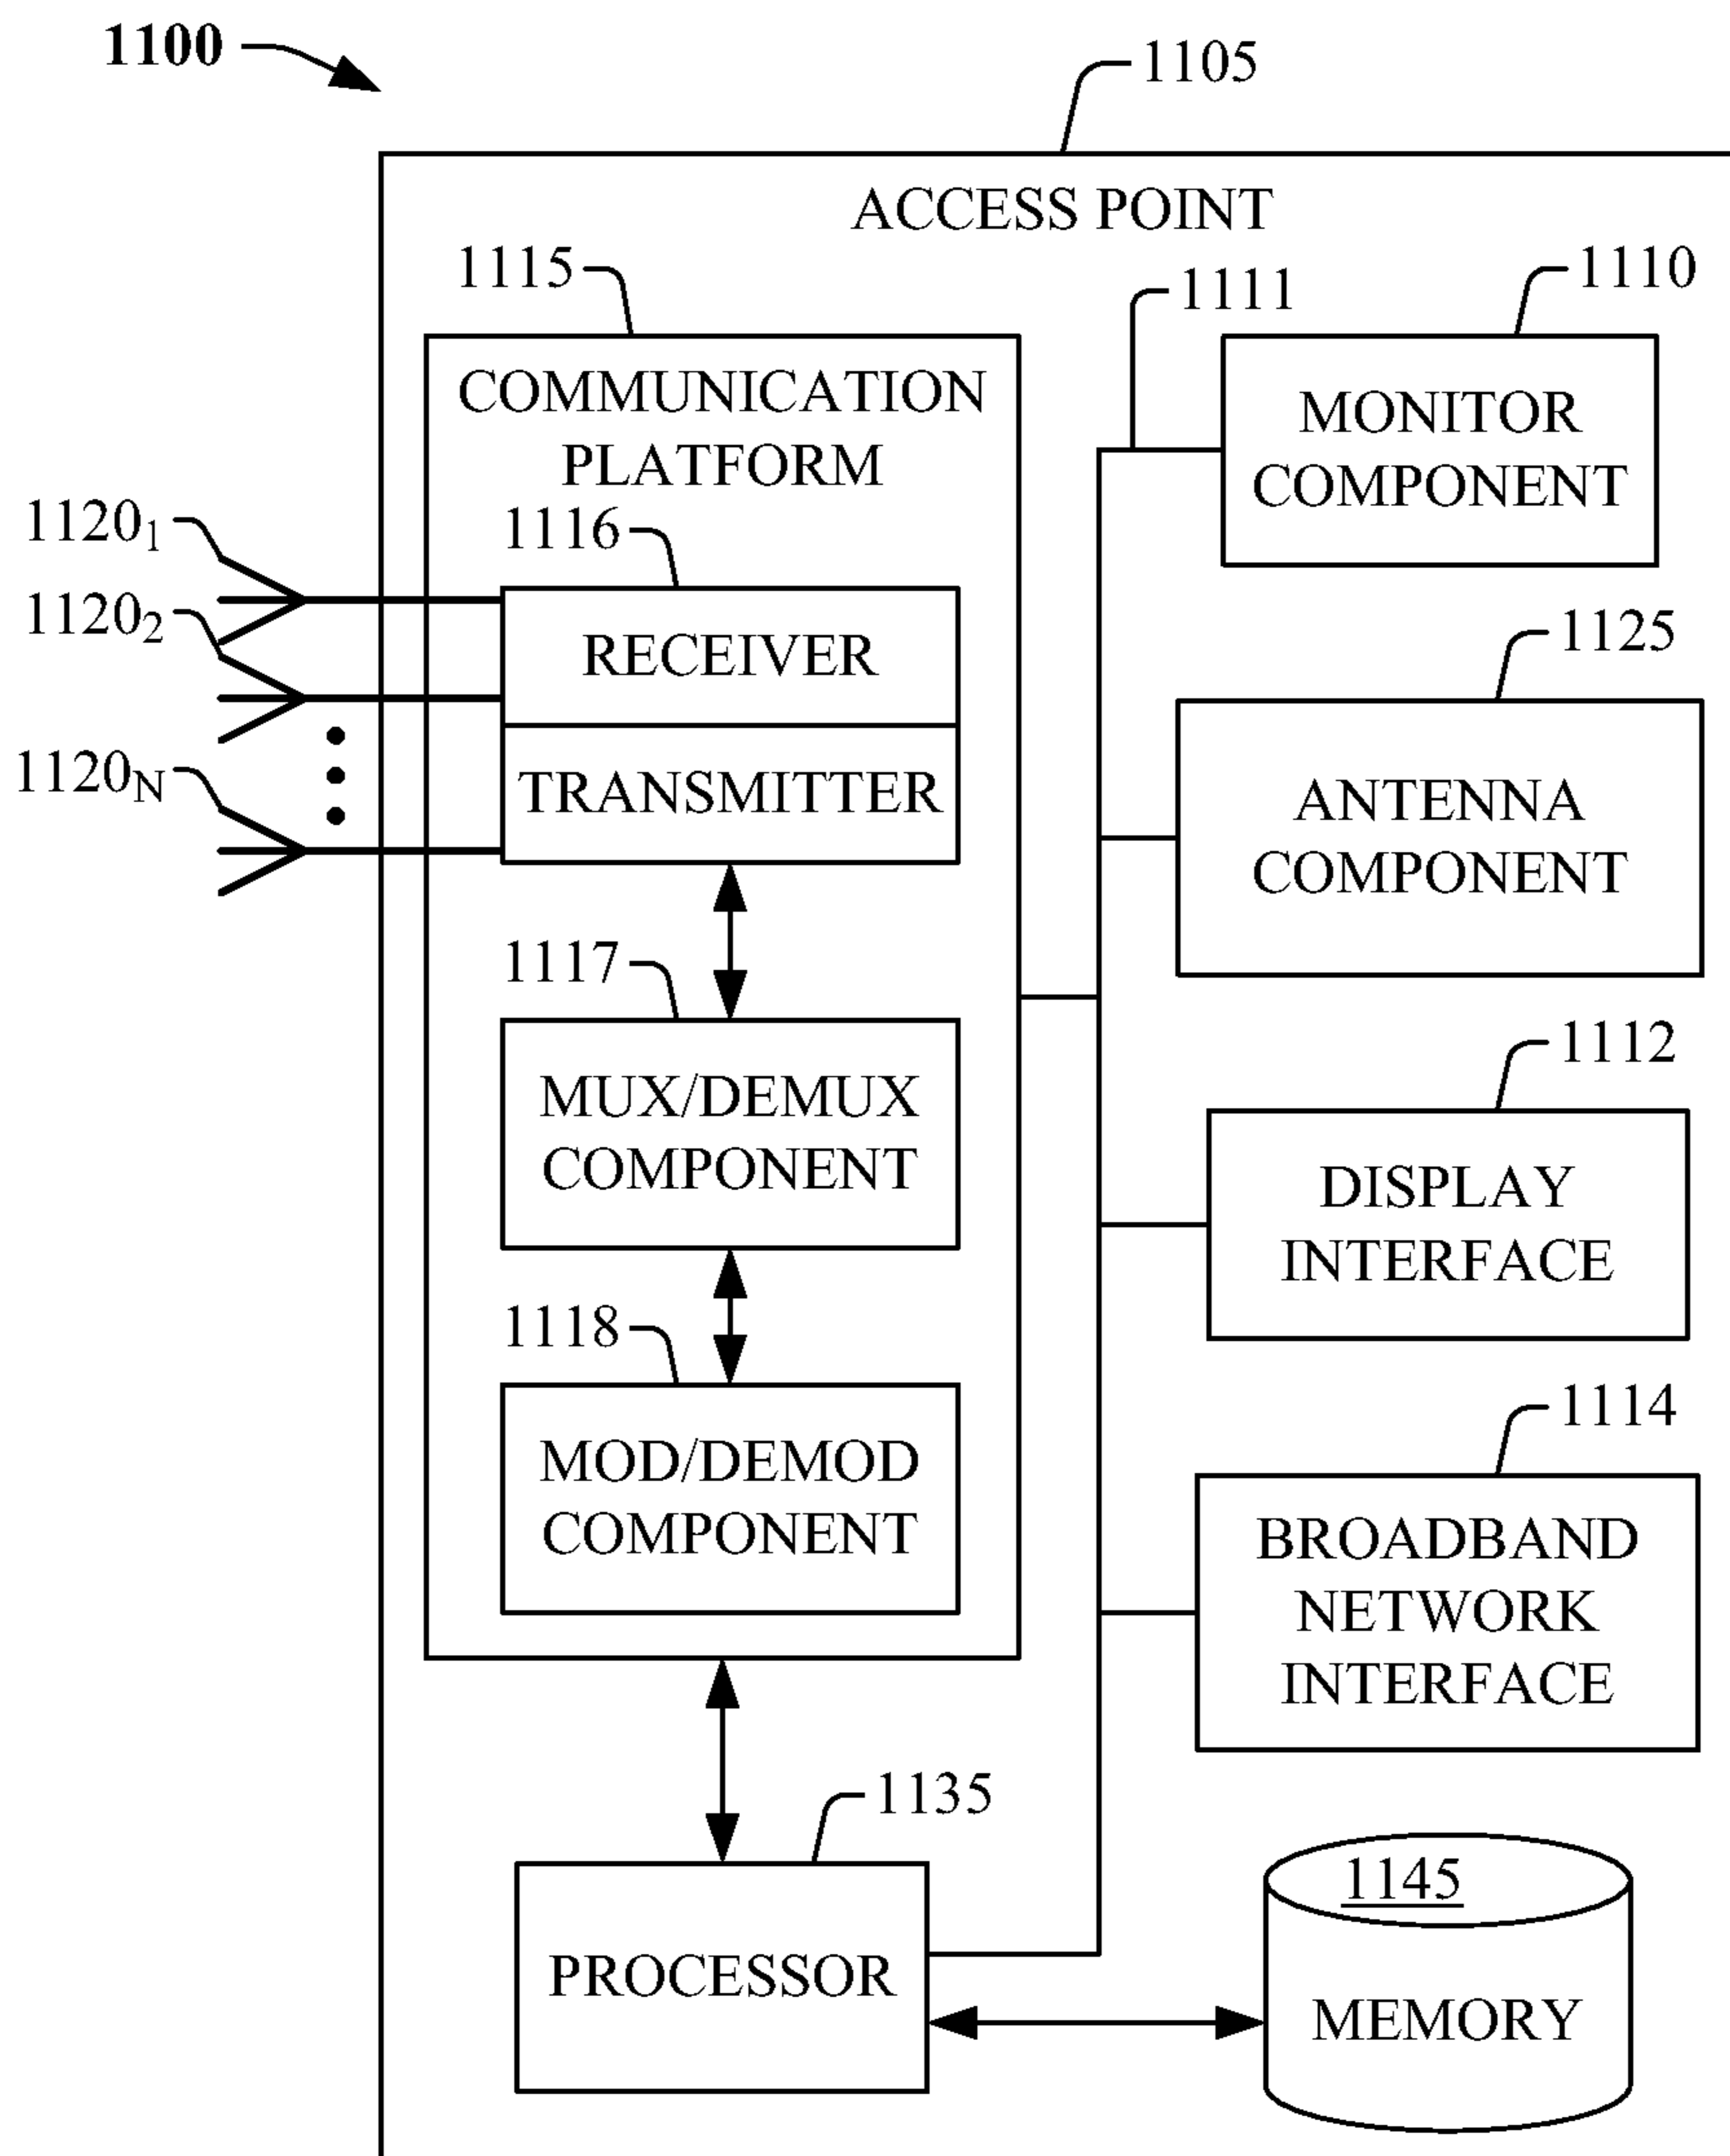 1100
1105
ACCESS POINT
1115
1111
1110
COMMUNICATION
PLATFORM
MONITOR
COMPONENT
1120₁
1116
1120₂
RECEIVER
1125
1120N
TRANSMITTER
ANTENNA
COMPONENT
1117
MUX/DEMUX
COMPONENT
1112
DISPLAY
INTERFACE
1118
MOD/DEMOD
COMPONENT
1114
BROADBAND
NETWORK
INTERFACE
1135
PROCESSOR
1145
MEMORY